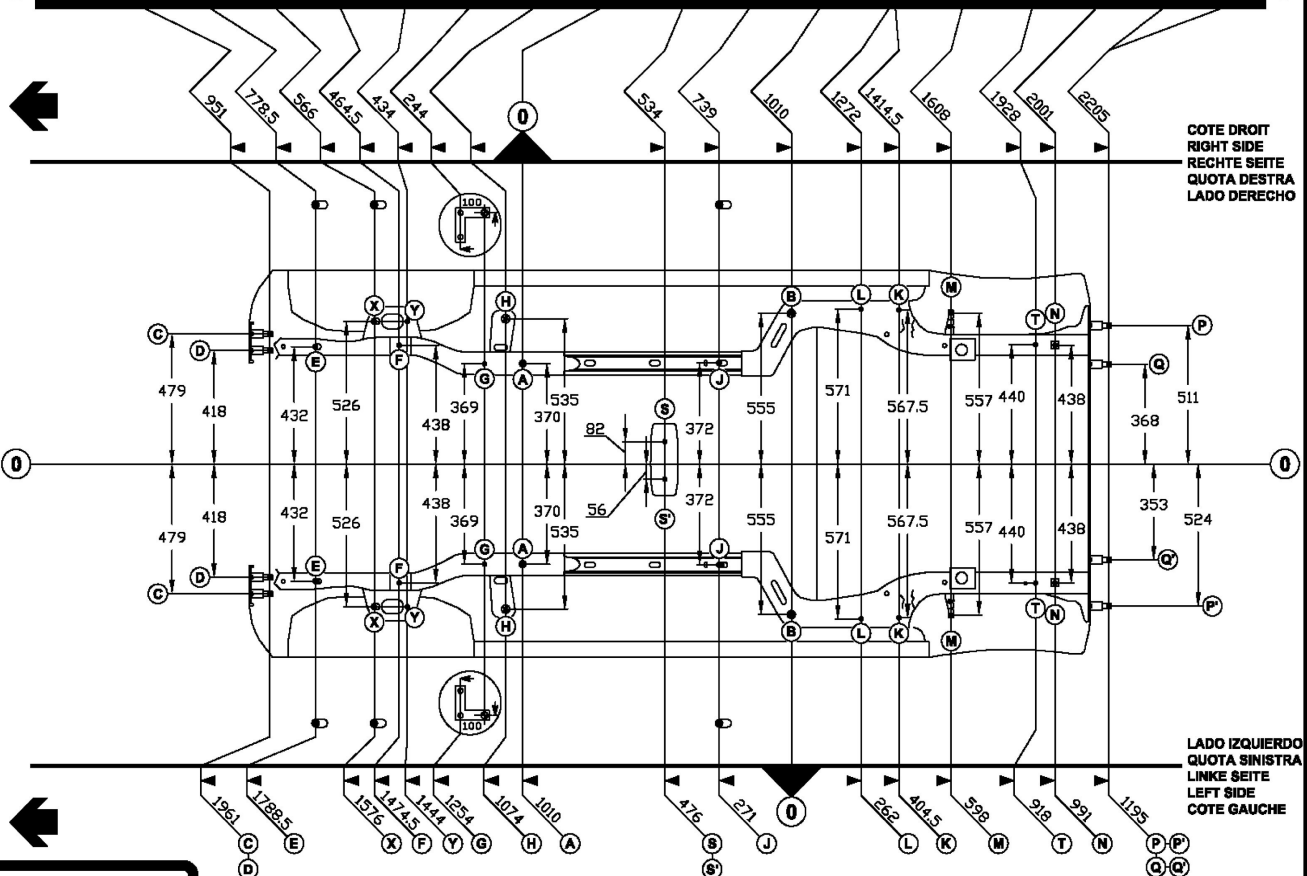 951 778.5 566 464.5 434 244 534 739 1010 1272 1414.5 1608 1928 2001 2205
0
COTE DROIT
RIGHT SIDE
RECHTE SEITE
QUOTA DESTRA
LADO DERECHO
100
H B L K M
X Y T N
C P
D E F Q
G A J
479 418 432 526 438 369 370 535 82 S 372 555 571 567.5 557 440 438 368 511
0 0
479 418 432 526 438 369 370 535 56 S' 372 555 571 567.5 557 440 438 353 524
G A J
D E F Q'
C P'
X Y T N
H B L K M
100
LADO IZQUIERDO
QUOTA SINISTRA
LINKE SEITE
LEFT SIDE
COTE GAUCHE
0
1961 1788.5 1576 1474.5 1444 1254 1074 1010 476 271 262 404.5 598 918 991 1195
C E X F Y G H A S J L K M T N P P'
D S' Q Q'